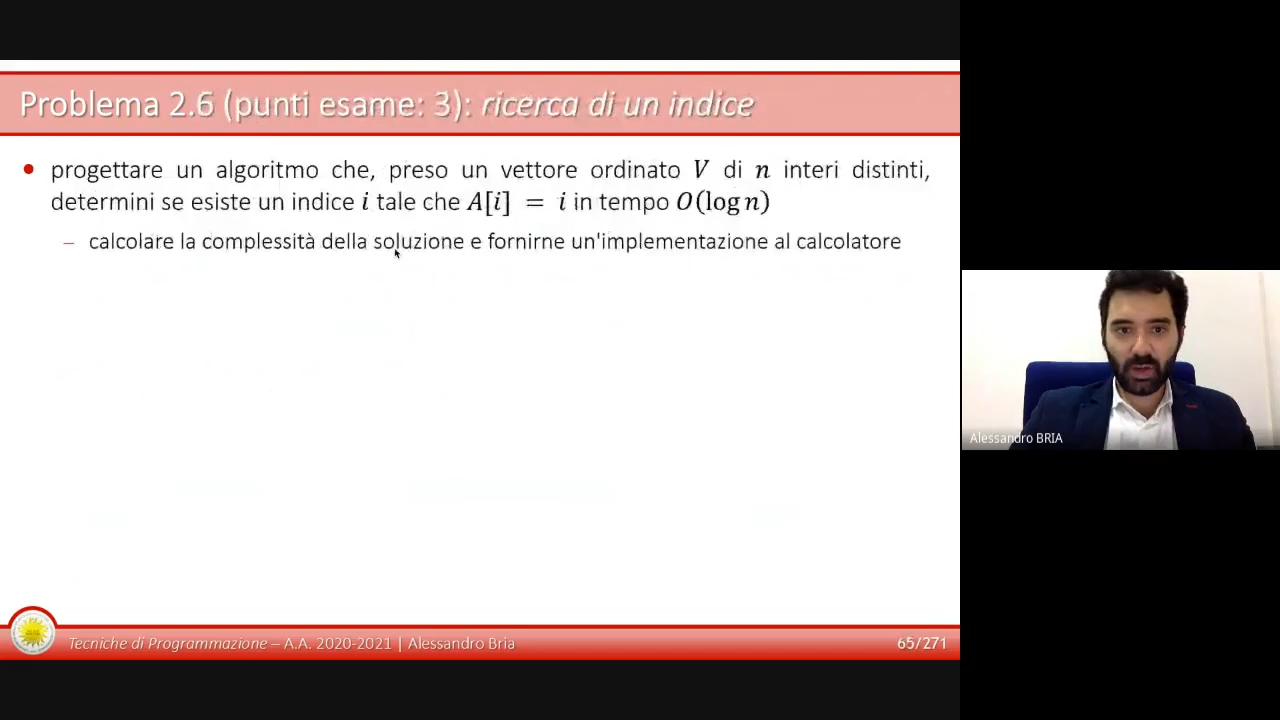 Problema 2.6 (punti esame: 3): ricerca di un indice
• progettare un algoritmo che, preso un vettore ordinato V di n interi distinti,
determini se esiste un indice i tale che A[i] = i in tempo O(log n)
– calcolare la complessità della soluzione e fornirne un'implementazione al calcolatore
Alessandro BRIA
Tecniche di Programmazione – A.A. 2020-2021 | Alessandro Bria
65/271